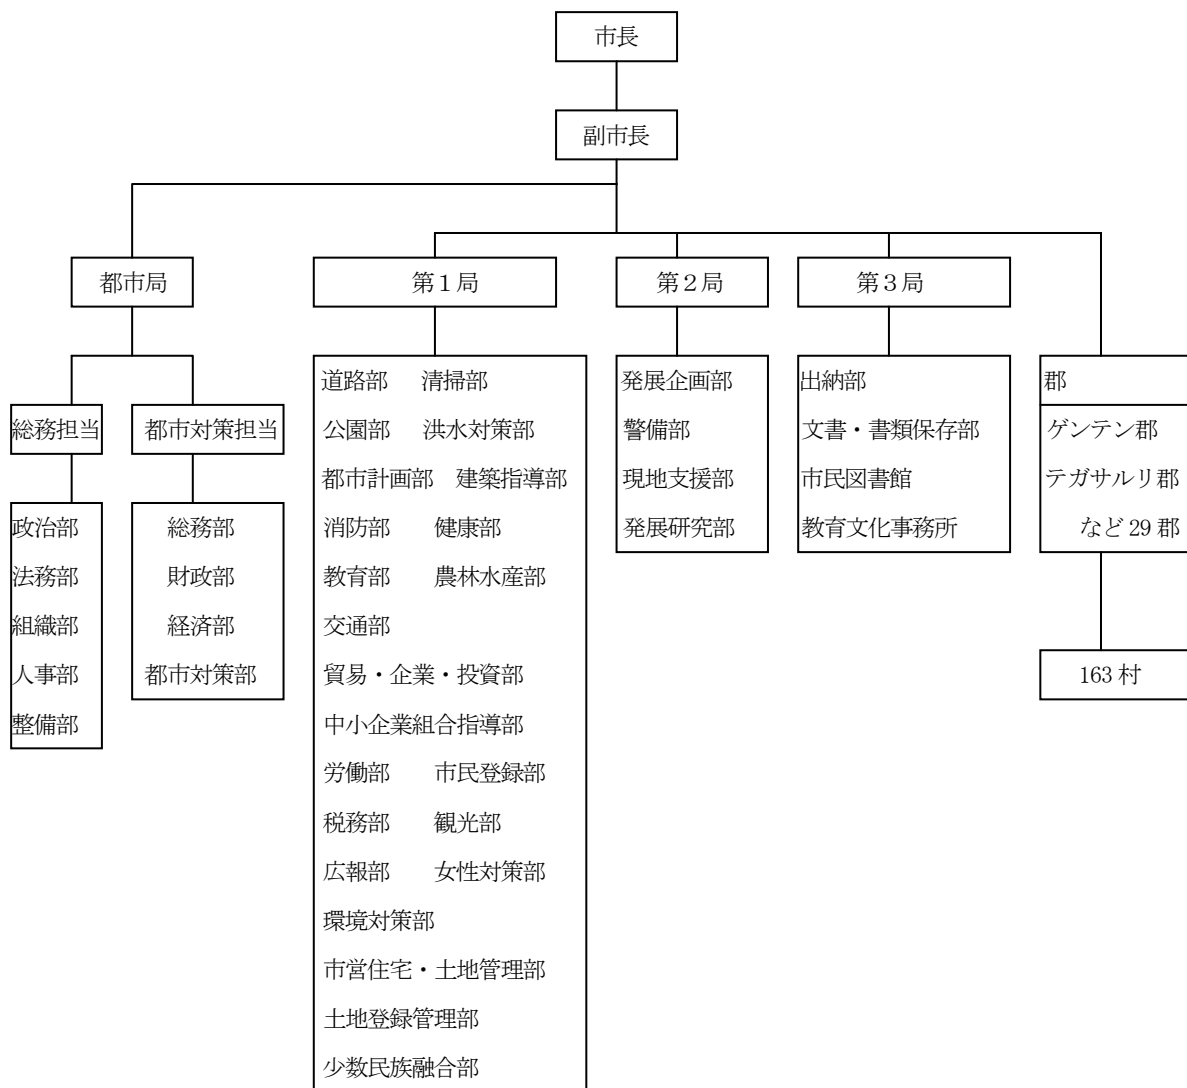 市長
副市長
都市局
第１局
第２局
第３局
総務担当
都市対策担当
政治部
法務部
組織部
人事部
整備部
総務部
財政部
経済部
都市対策部
道路部 清掃部
公園部 洪水対策部
都市計画部 建築指導部
消防部 健康部
教育部 農林水産部
交通部
貿易・企業・投資部
中小企業組合指導部
労働部 市民登録部
税務部 観光部
広報部 女性対策部
環境対策部
市営住宅・土地管理部
土地登録管理部
少数民族融合部
発展企画部
警備部
現地支援部
発展研究部
出納部
文書・書類保存部
市民図書館
教育文化事務所
郡
ゲンテン郡
テガサルリ郡
など 29 郡
163 村